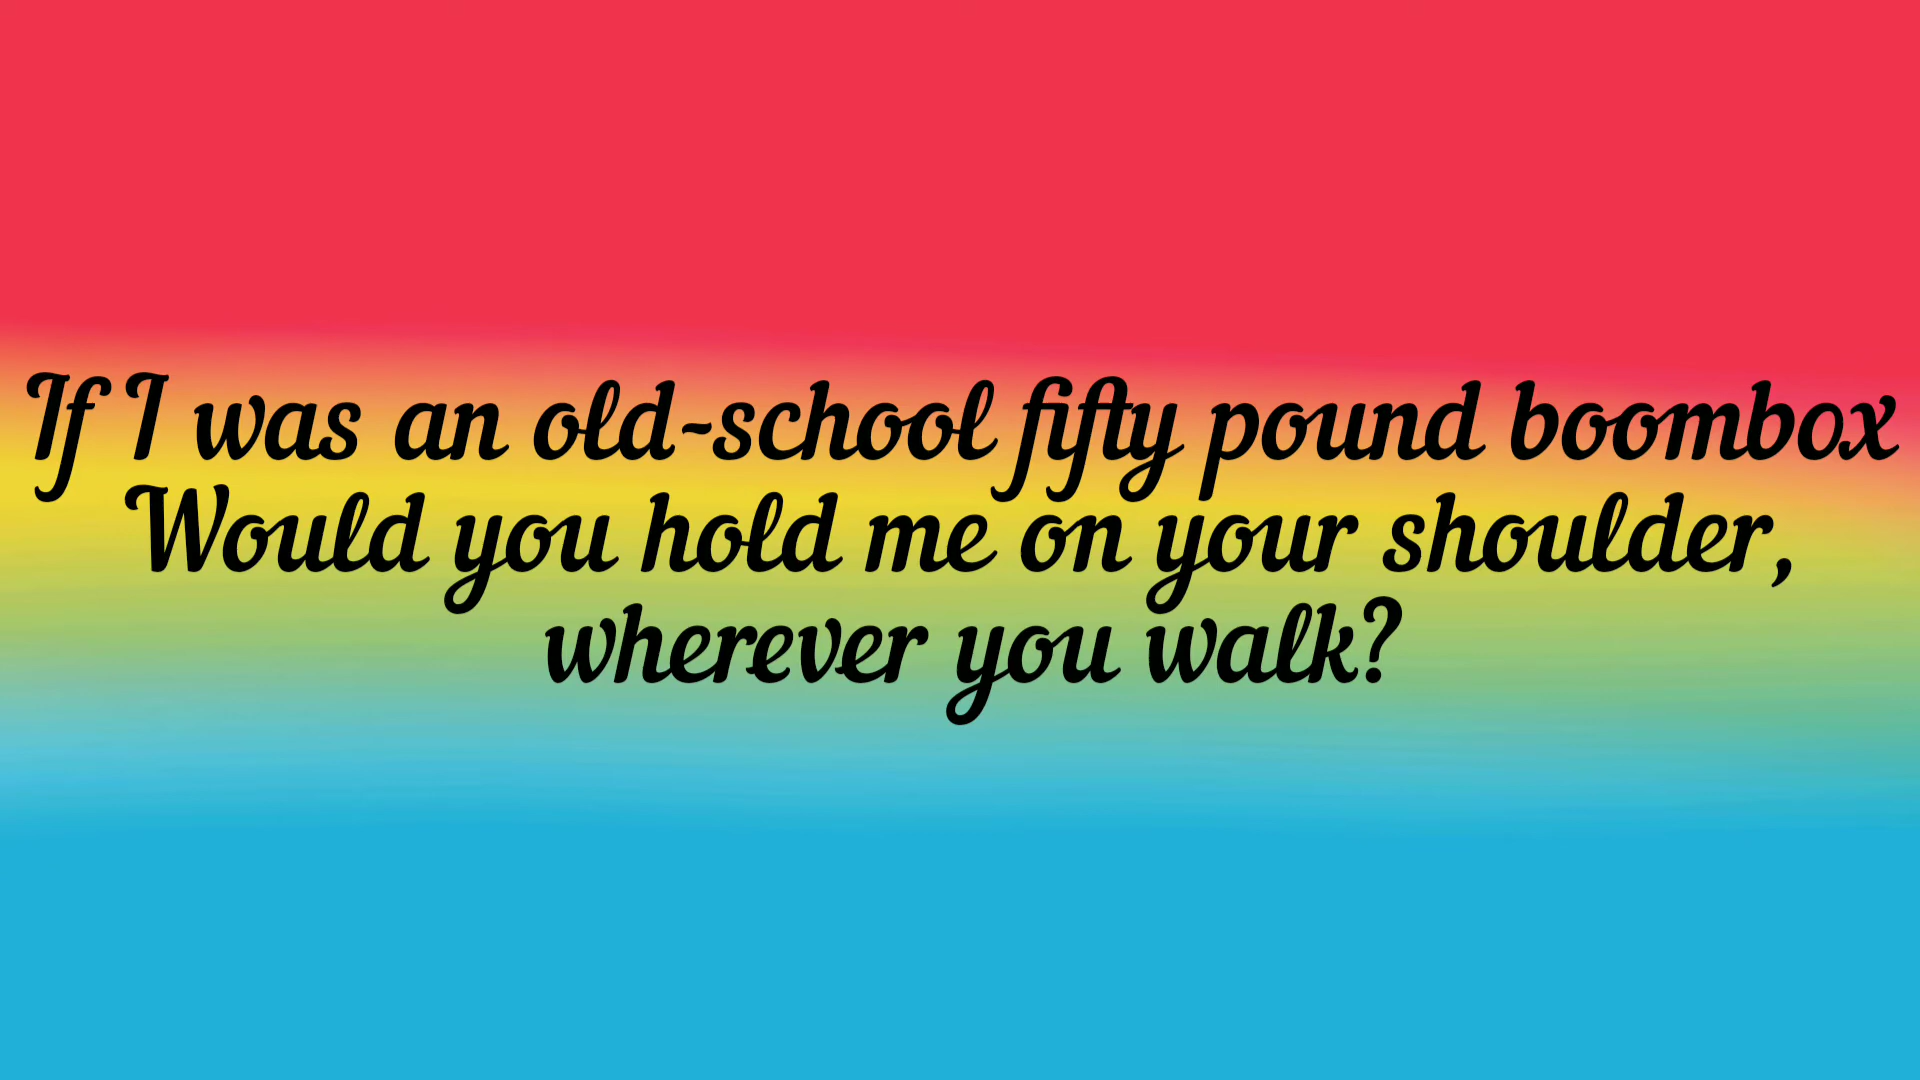 If I was an old-school fifty pound boombox
Would you hold me on your shoulder,
wherever you walk?